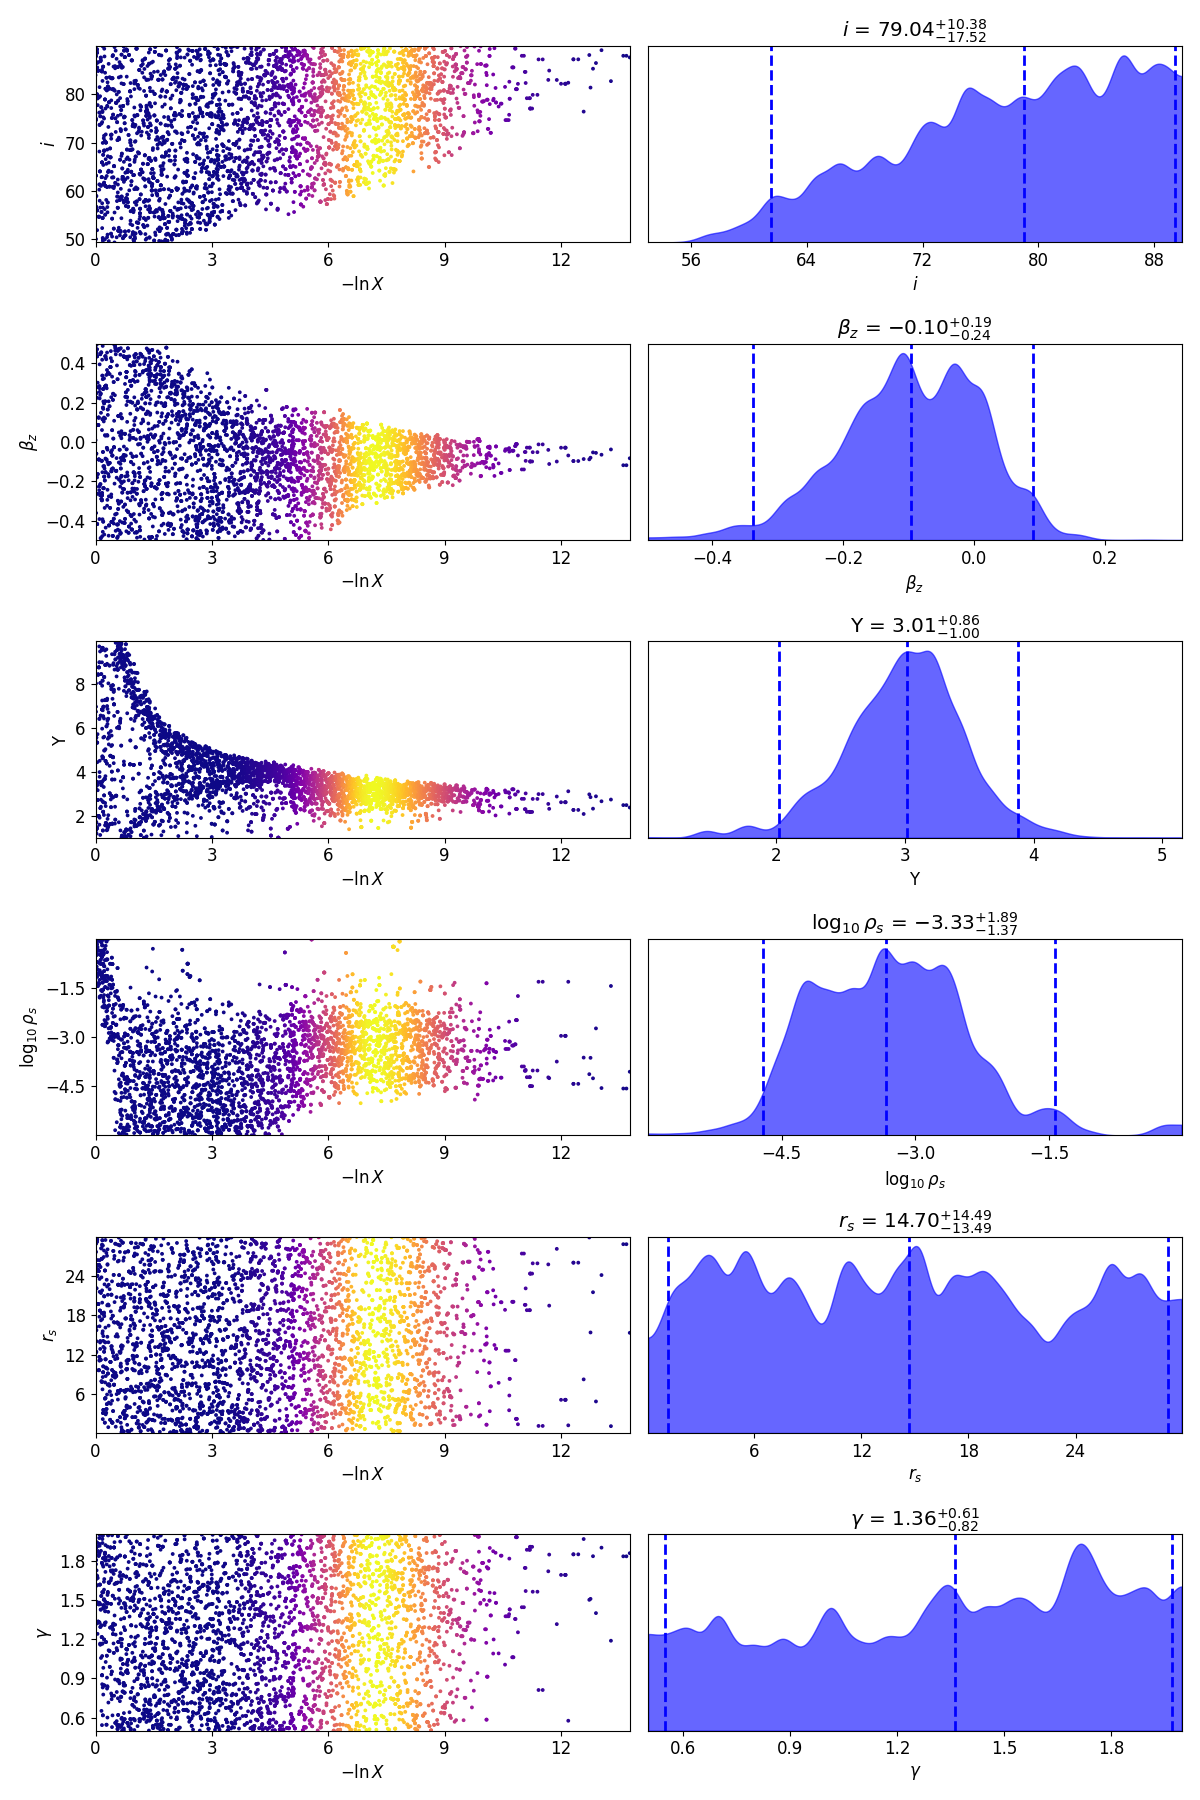 i = 79.04 +10.38 −17.52
80
70
60
50
i
0 3 6 9 12
−ln X
56 64 72 80 88
i
β_z = −0.10 +0.19 −0.24
0.4
0.2
0.0
−0.2
−0.4
β_z
0 3 6 9 12
−ln X
−0.4 −0.2 0.0 0.2
β_z
Y = 3.01 +0.86 −1.00
8
6
4
2
Y
0 3 6 9 12
−ln X
2 3 4 5
Y
log₁₀ ρ_s = −3.33 +1.89 −1.37
−1.5
−3.0
−4.5
log₁₀ ρ_s
0 3 6 9 12
−ln X
−4.5 −3.0 −1.5
log₁₀ ρ_s
r_s = 14.70 +14.49 −13.49
24
18
12
6
r_s
0 3 6 9 12
−ln X
6 12 18 24
r_s
γ = 1.36 +0.61 −0.82
1.8
1.5
1.2
0.9
0.6
γ
0 3 6 9 12
−ln X
0.6 0.9 1.2 1.5 1.8
γ